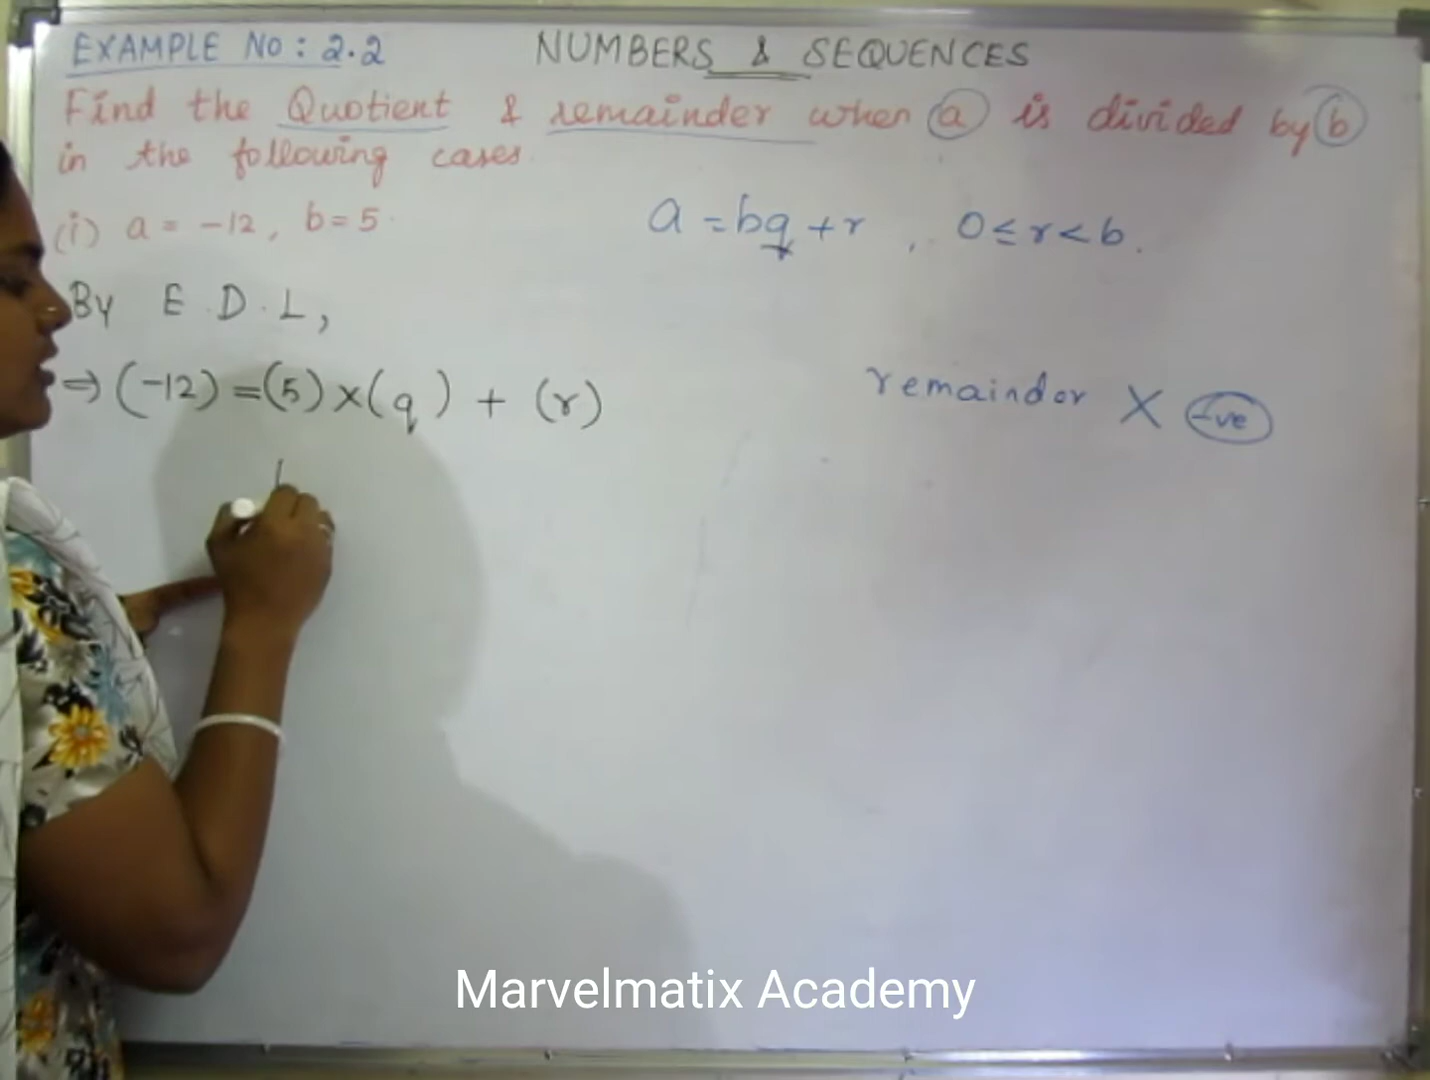 EXAMPLE NO: 2.2
NUMBERS & SEQUENCES
Find the Quotient & remainder when a is divided by b
in the following cases.
(i) a = -12, b = 5.
a = bq + r , 0 ≤ r < b.
By E.D.L,
⇒ (-12) = (5) × (q) + (r)
remainder X -ve
Marvelmatix Academy